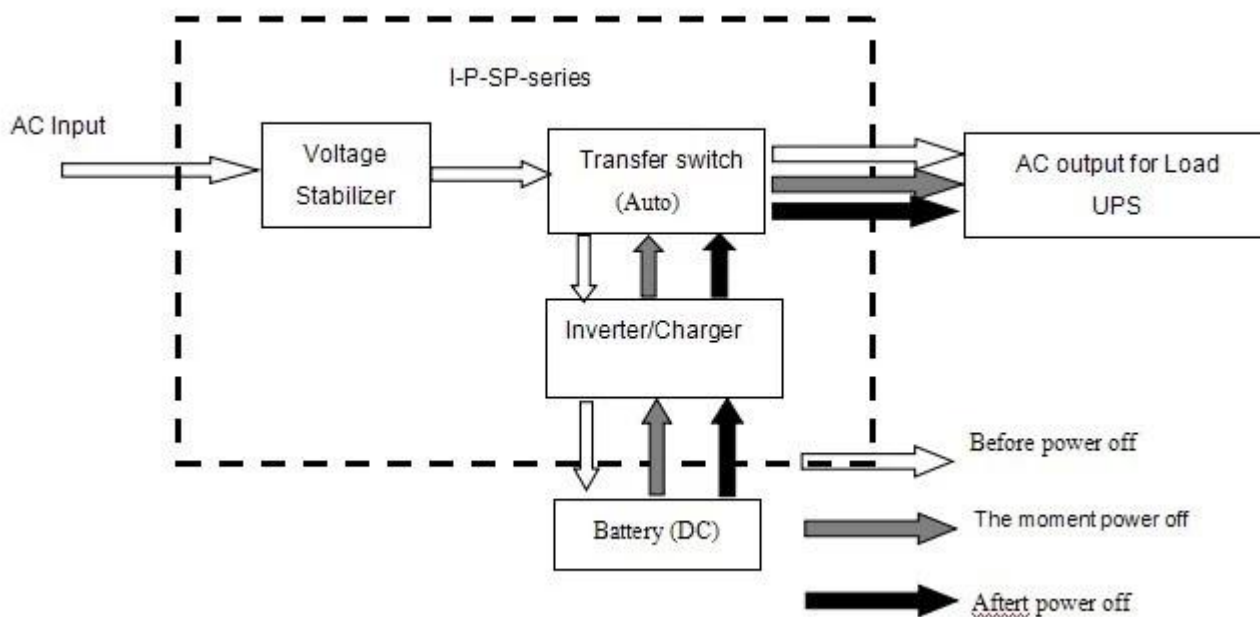 I-P-SP-series
AC Input
Voltage
Stabilizer
Transfer switch
(Auto)
AC output for Load
UPS
Inverter/Charger
Battery (DC)
Before power off
The moment power off
Aftert power off